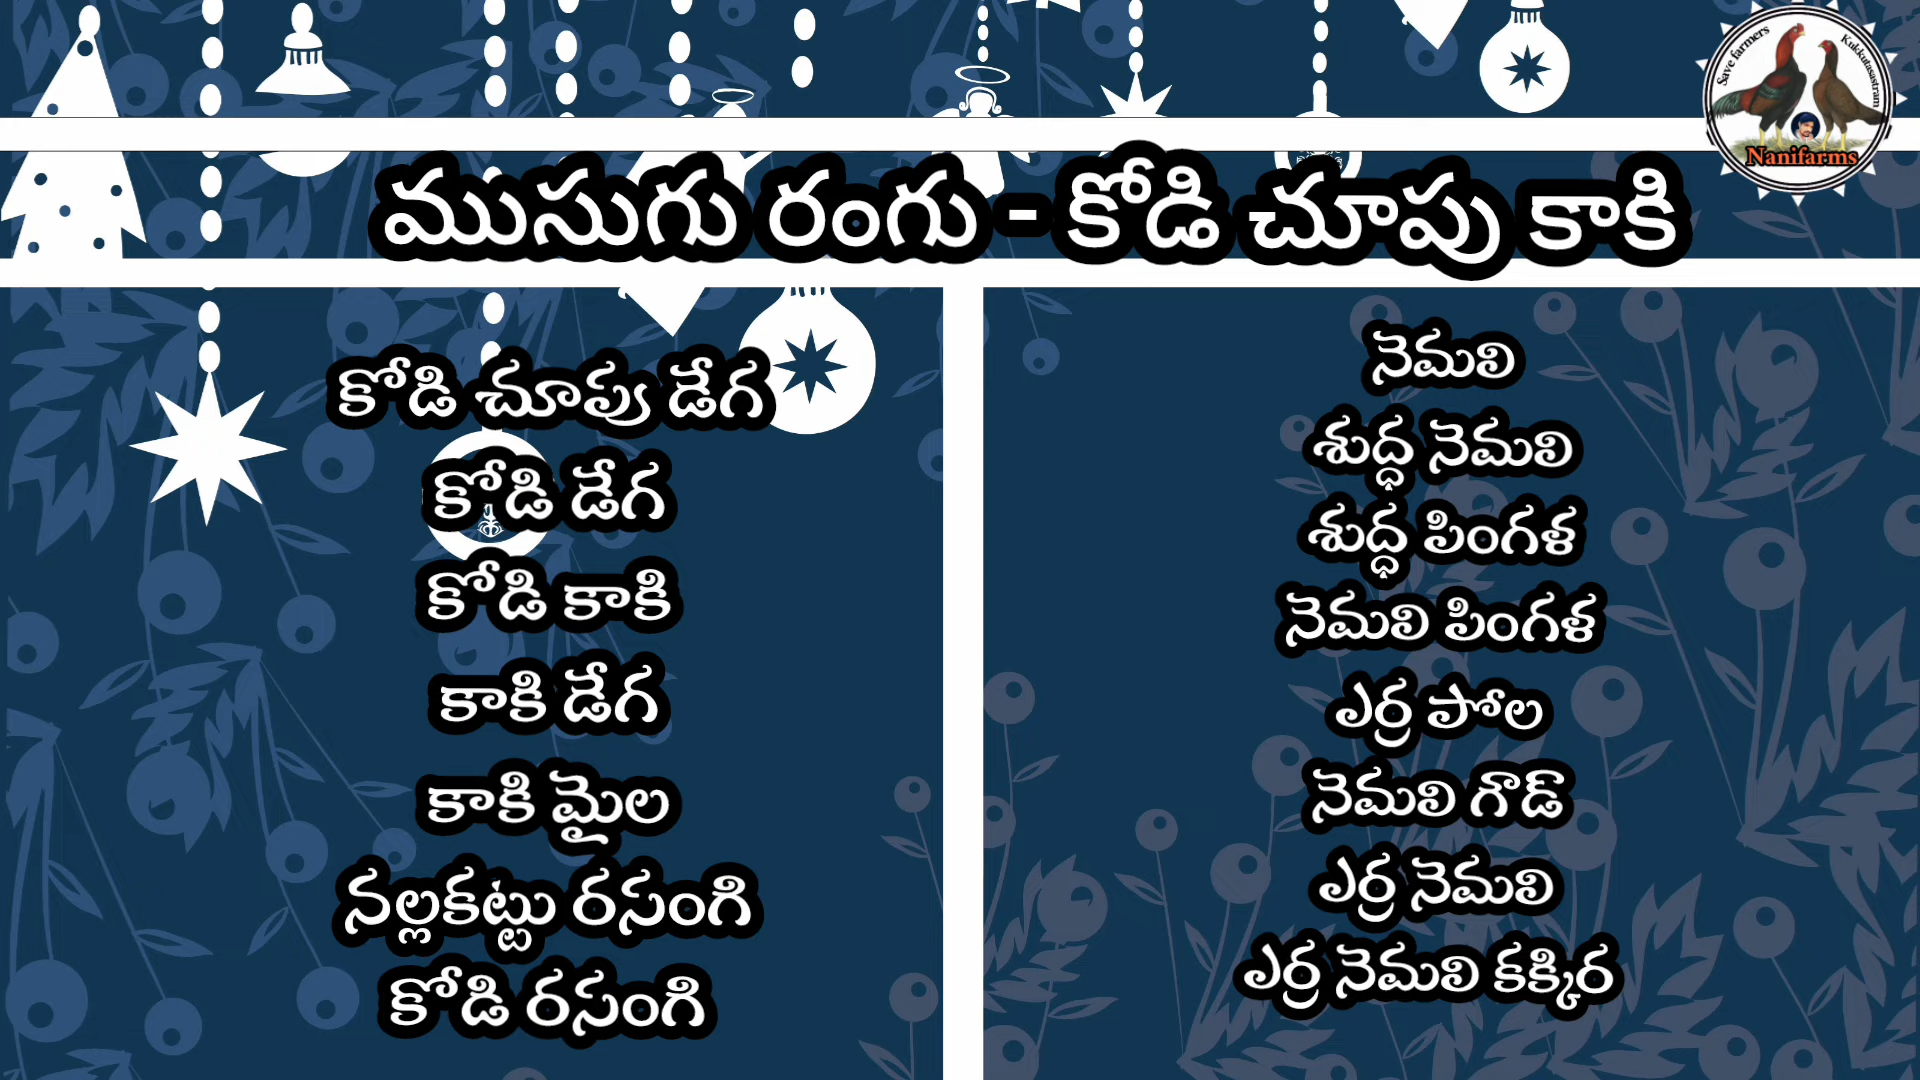 Save farmers
Kukkutasastram
Nanifarms
ముసుగు రంగు - కోడి చూపు కాకి
కోడి చూపు డేగ
కోడి డేగ
కోడి కాకి
కాకి డేగ
కాకి మైల
నల్లకట్టు రసంగి
కోడి రసంగి
నెమలి
శుద్ధ నెమలి
శుద్ధ పింగళ
నెమలి పింగళ
ఎర్ర పోల
నెమలి గౌడ్
ఎర్ర నెమలి
ఎర్ర నెమలి కక్కిర